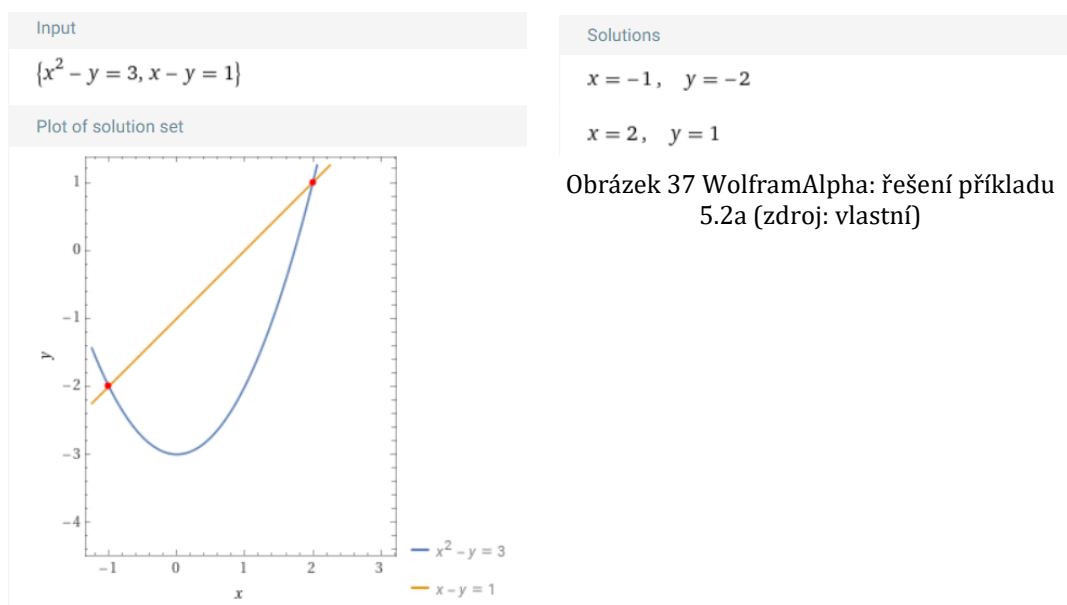 Input
{x² – y = 3, x – y = 1}
Plot of solution set
1
0
−1
−2
−3
−4
y
−1 0 1 2 3
x
x² – y = 3
x – y = 1
Solutions
x = −1, y = −2
x = 2, y = 1
Obrázek 37 WolframAlpha: řešení příkladu
5.2a (zdroj: vlastní)